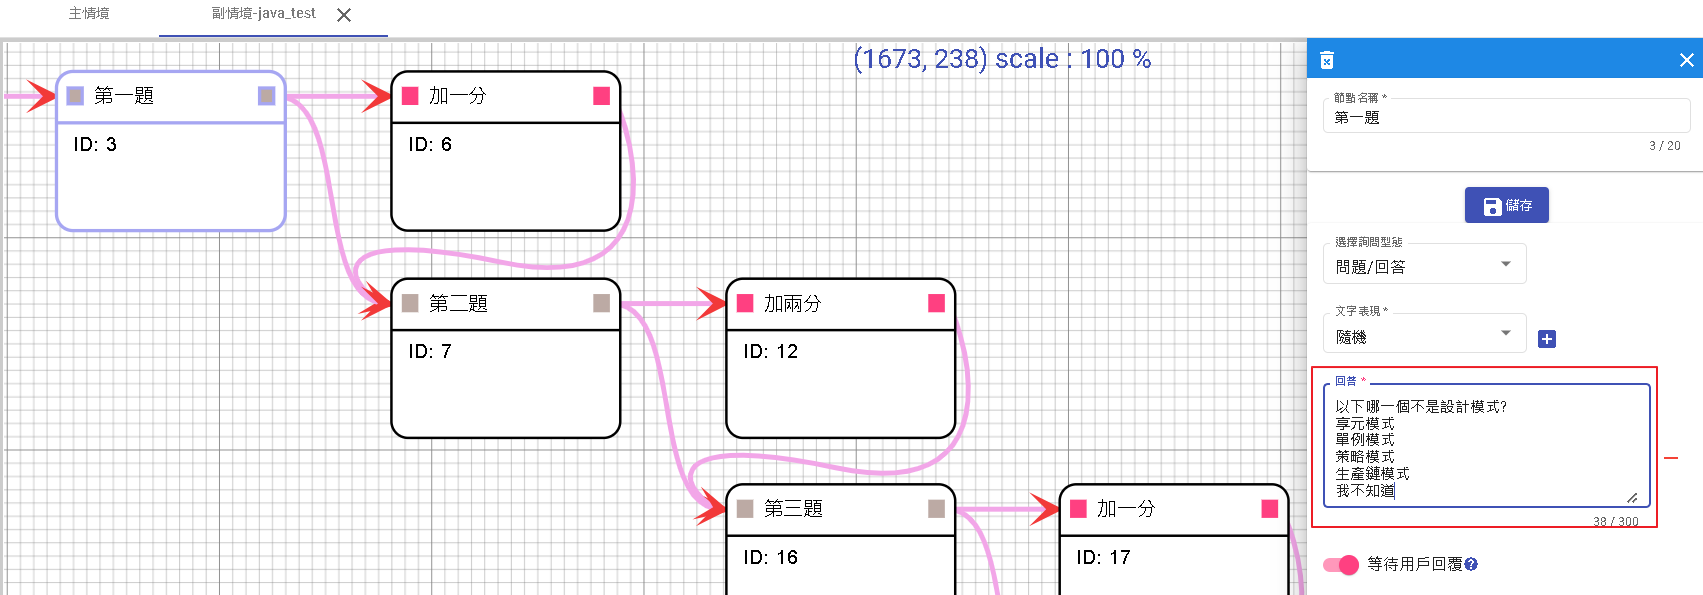 主情境
副情境-java_test
(1673, 238) scale : 100 %
第一題
ID: 3
加一分
ID: 6
第二題
ID: 7
加兩分
ID: 12
第三題
ID: 16
加一分
ID: 17
節點名稱 *
第一題
3 / 20
儲存
選擇詢問型態
問題/回答
文字表現 *
隨機
回答 *
以下哪一個不是設計模式?
享元模式
單例模式
策略模式
生產鏈模式
我不知道
38 / 300
等待用戶回覆